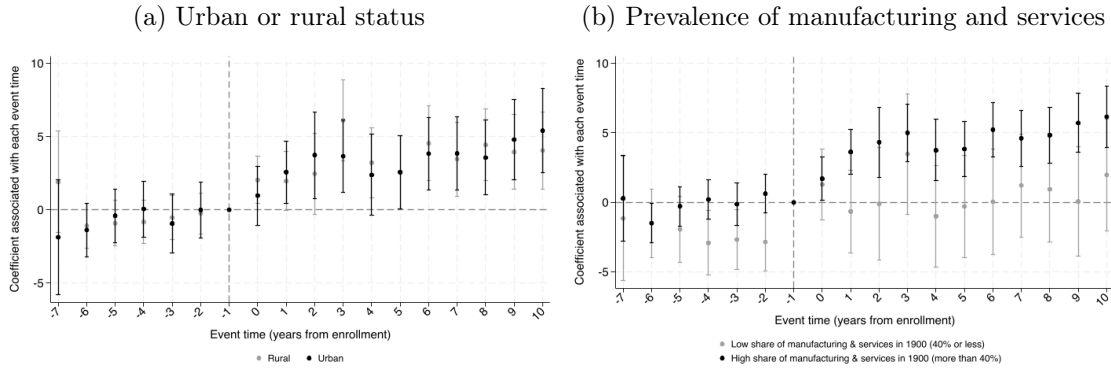 (a) Urban or rural status
(b) Prevalence of manufacturing and services
Coefficient associated with each event time
10
5
0
-5
-7 -6 -5 -4 -3 -2 -1 0 1 2 3 4 5 6 7 8 9 10
Event time (years from enrollment)
Rural Urban
Coefficient associated with each event time
10
5
0
-5
-7 -6 -5 -4 -3 -2 -1 0 1 2 3 4 5 6 7 8 9 10
Event time (years from enrollment)
Low share of manufacturing & services in 1900 (40% or less)
High share of manufacturing & services in 1900 (more than 40%)